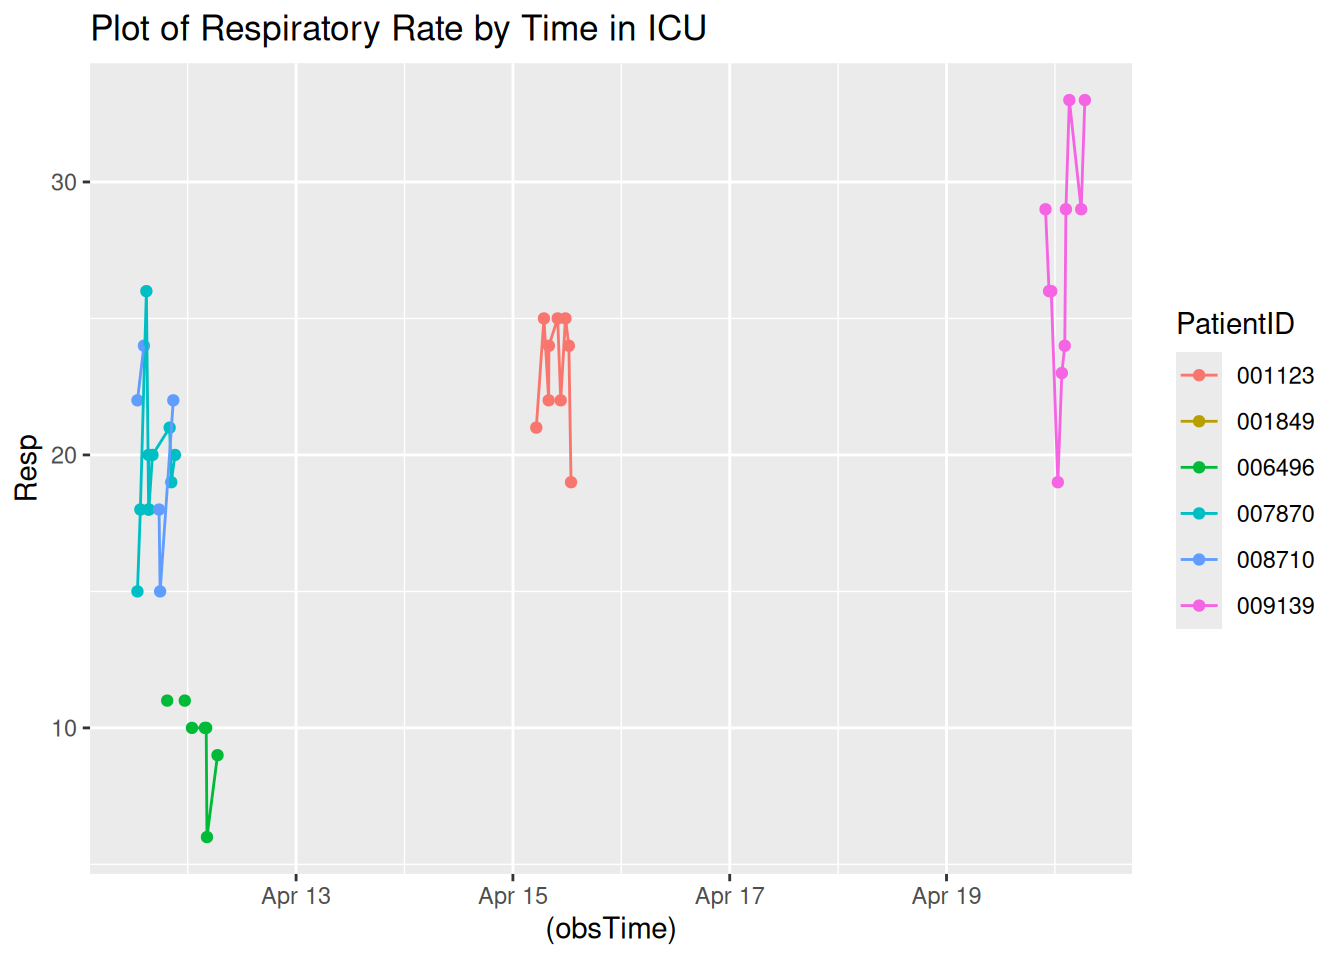 Plot of Respiratory Rate by Time in ICU
Resp
30
20
10
Apr 13
Apr 15
Apr 17
Apr 19
(obsTime)
PatientID
001123
001849
006496
007870
008710
009139